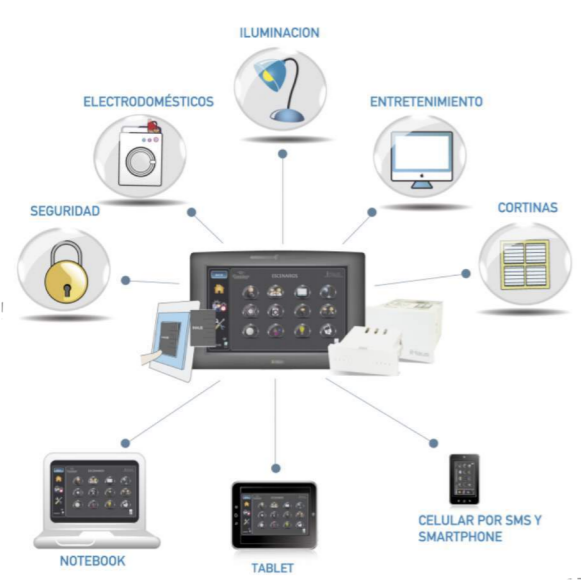 ILUMINACION
ELECTRODOMÉSTICOS
ENTRETENIMIENTO
SEGURIDAD
CORTINAS
ESCENARIOS
NOTEBOOK
TABLET
CELULAR POR SMS Y
SMARTPHONE